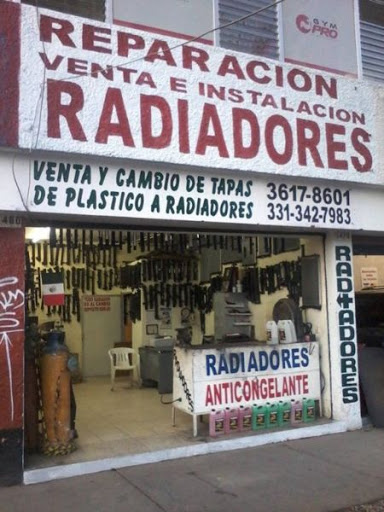 GYM
PRO
REPARACION
VENTA E INSTALACION
RADIADORES
VENTA Y CAMBIO DE TAPAS
DE PLASTICO A RADIADORES
3617-8601
331-342-7983
RADIADORES
RADIADORES
ANTICONGELANTE